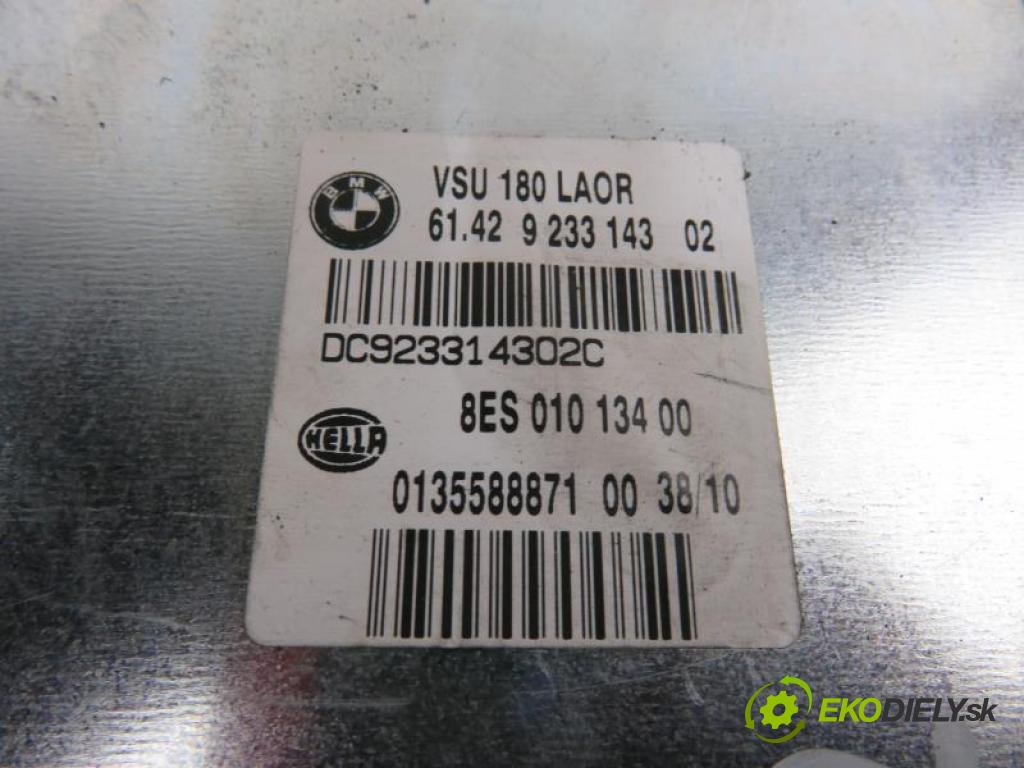 BMW
VSU 180 LAOR
61.42 9 233 143 02
DC923314302C
8ES 010 134 00
HELLA
0135588871 00 38/10
EKODIELY.sk